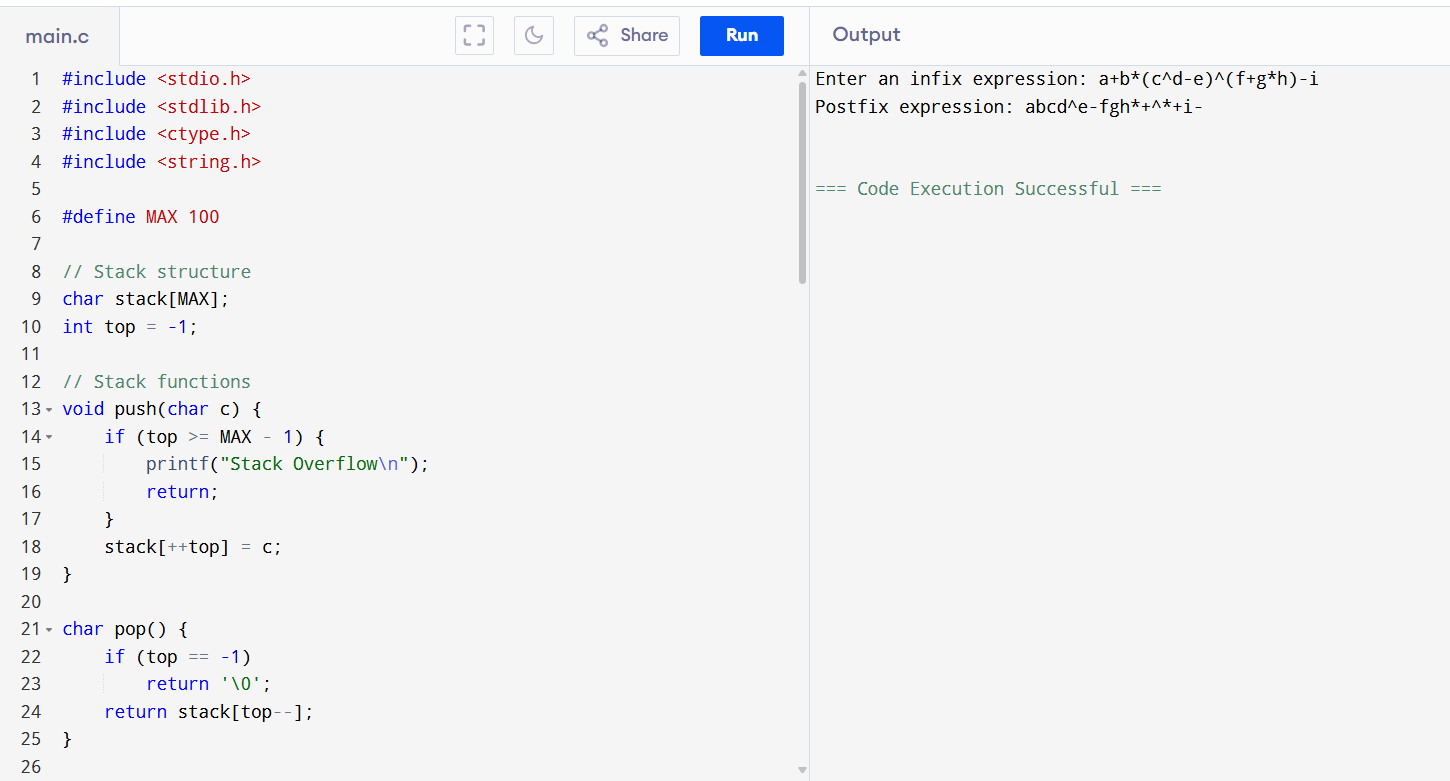 main.c
Share
Run
Output
1 #include <stdio.h>
2 #include <stdlib.h>
3 #include <ctype.h>
4 #include <string.h>
5
6 #define MAX 100
7
8 // Stack structure
9 char stack[MAX];
10 int top = -1;
11
12 // Stack functions
13 void push(char c) {
14     if (top >= MAX - 1) {
15         printf("Stack Overflow\n");
16         return;
17     }
18     stack[++top] = c;
19 }
20
21 char pop() {
22     if (top == -1)
23         return '\0';
24     return stack[top--];
25 }
26
Enter an infix expression: a+b*(c^d-e)^(f+g*h)-i
Postfix expression: abcd^e-fgh*+^*+i-
=== Code Execution Successful ===